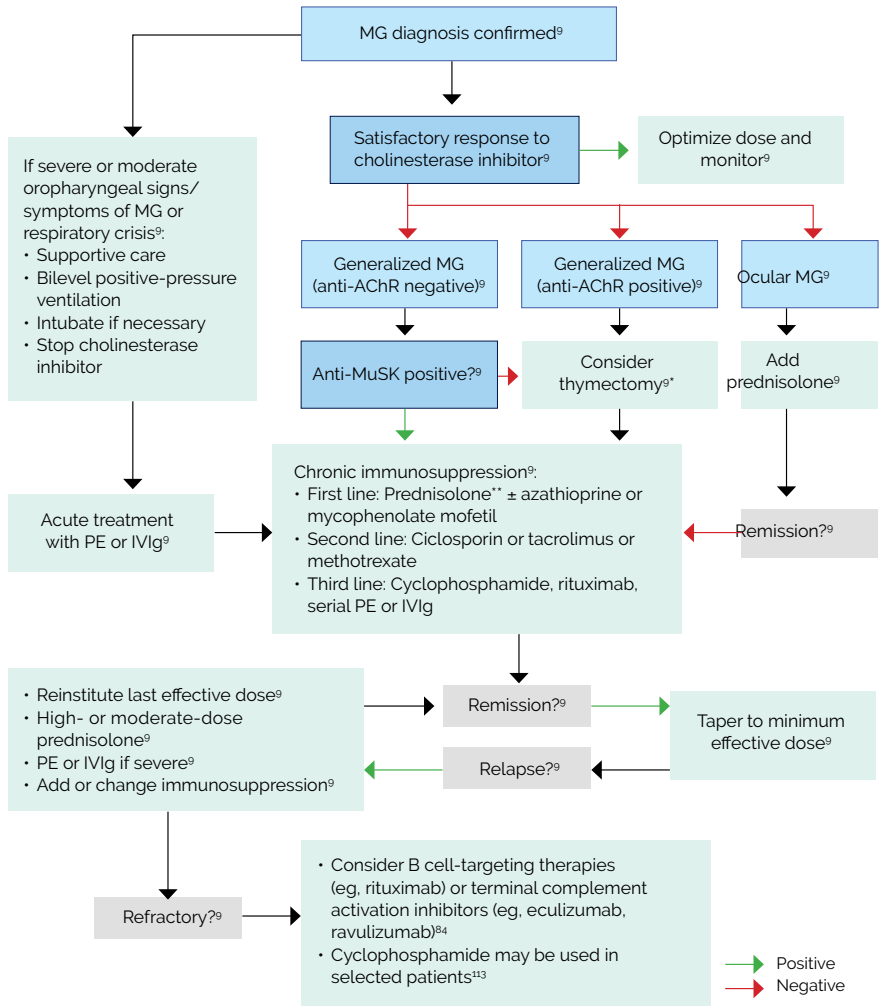 MG diagnosis confirmed⁹
Satisfactory response to
cholinesterase inhibitor⁹
Optimize dose and
monitor⁹
If severe or moderate
oropharyngeal signs/
symptoms of MG or
respiratory crisis⁹:
• Supportive care
• Bilevel positive-pressure
ventilation
• Intubate if necessary
• Stop cholinesterase
inhibitor
Generalized MG
(anti-AChR negative)⁹
Generalized MG
(anti-AChR positive)⁹
Ocular MG⁹
Anti-MuSK positive?⁹
Consider
thymectomy⁹*
Add
prednisolone⁹
Acute treatment
with PE or IVIg⁹
Chronic immunosuppression⁹:
• First line: Prednisolone** ± azathioprine or
mycophenolate mofetil
• Second line: Ciclosporin or tacrolimus or
methotrexate
• Third line: Cyclophosphamide, rituximab,
serial PE or IVIg
Remission?⁹
• Reinstitute last effective dose⁹
• High- or moderate-dose
prednisolone⁹
• PE or IVIg if severe⁹
• Add or change immunosuppression⁹
Remission?⁹
Relapse?⁹
Taper to minimum
effective dose⁹
Refractory?⁹
• Consider B cell-targeting therapies
(eg, rituximab) or terminal complement
activation inhibitors (eg, eculizumab,
ravulizumab)⁸⁴
• Cyclophosphamide may be used in
selected patients¹¹³
Positive
Negative